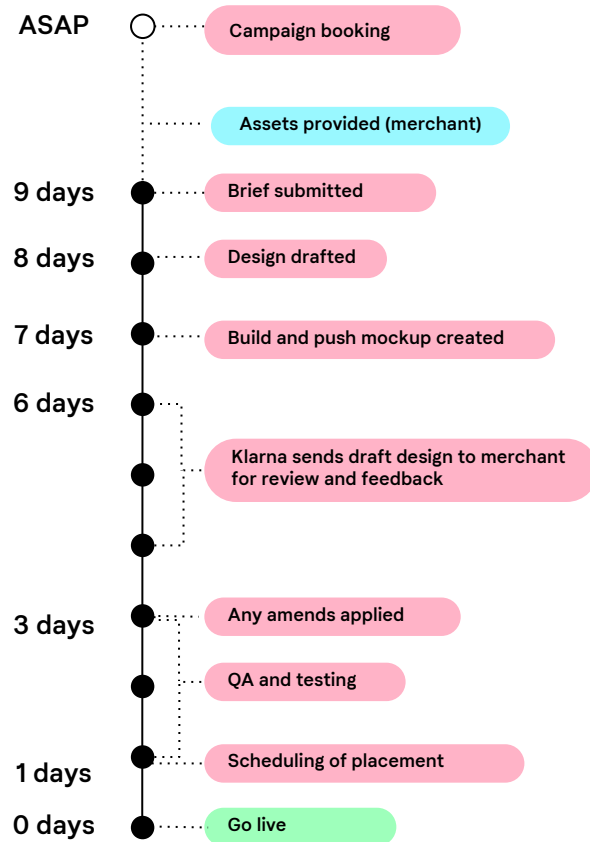 ASAP
Campaign booking
Assets provided (merchant)
9 days
Brief submitted
8 days
Design drafted
7 days
Build and push mockup created
6 days
Klarna sends draft design to merchant
for review and feedback
3 days
Any amends applied
QA and testing
Scheduling of placement
1 days
0 days
Go live